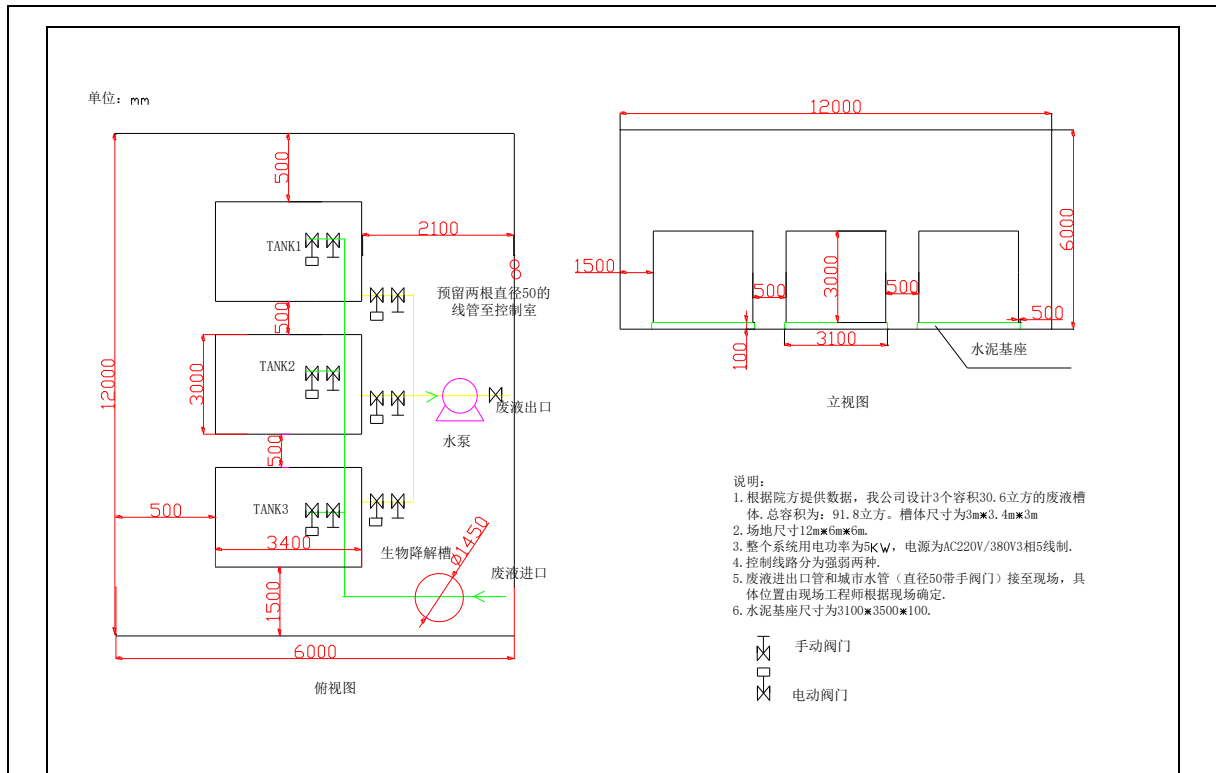 单位：mm
12000
500
6000
TANK1
2100
1500
3000
500
500
预留两根直径50的
线管至控制室
500
100
3100
水泥基座
TANK2
3000
12000
废液出口
立视图
水泵
500
500
TANK3
3400
生物降解槽
Ø1450
废液进口
1500
6000
俯视图
说明：
1.根据院方提供数据，我公司设计3个容积30.6立方的废液槽
体.总容积为：91.8立方。槽体尺寸为3m*3.4m*3m
2.场地尺寸12m*6m*6m.
3.整个系统用电功率为5KW，电源为AC220V/380V3相5线制.
4.控制线路分为强弱两种.
5.废液进出口管和城市水管（直径50带手阀门）接至现场，具
体位置由现场工程师根据现场确定.
6.水泥基座尺寸为3100*3500*100.
手动阀门
电动阀门